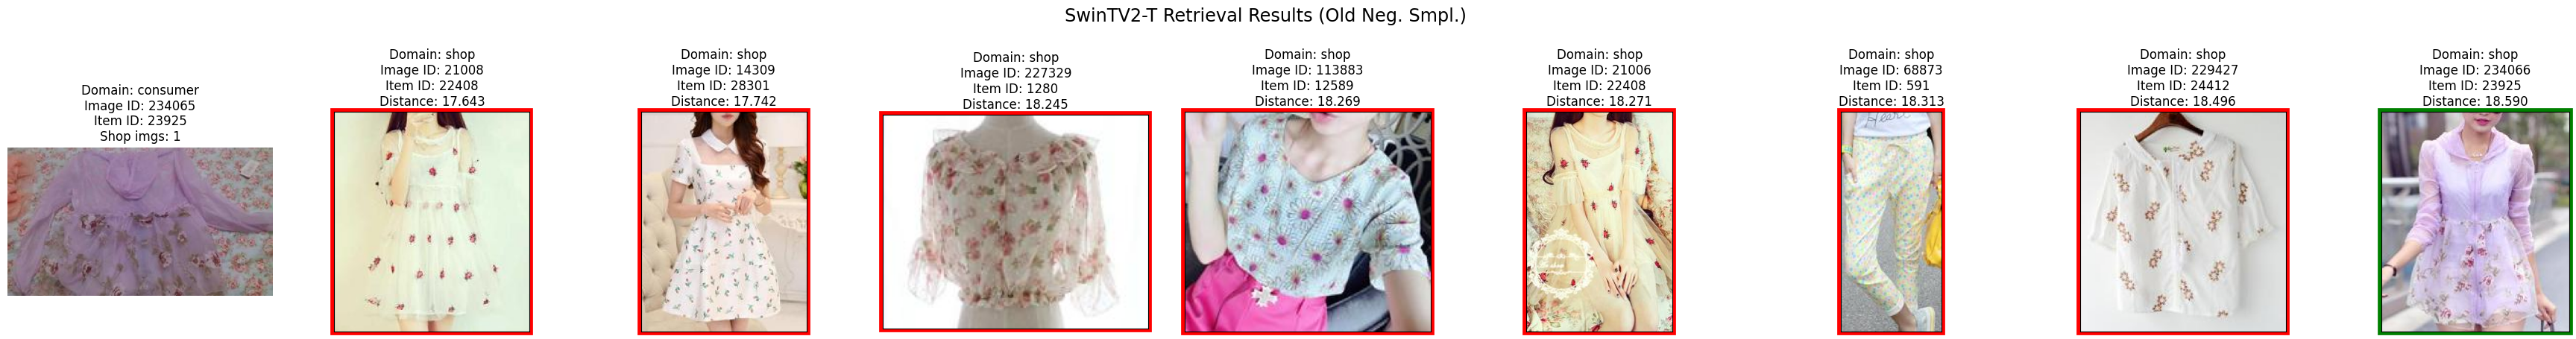 SwinTV2-T Retrieval Results (Old Neg. Smpl.)
Domain: consumer
Image ID: 234065
Item ID: 23925
Shop imgs: 1
Domain: shop
Image ID: 21008
Item ID: 22408
Distance: 17.643
Domain: shop
Image ID: 14309
Item ID: 28301
Distance: 17.742
Domain: shop
Image ID: 227329
Item ID: 1280
Distance: 18.245
Domain: shop
Image ID: 113883
Item ID: 12589
Distance: 18.269
Domain: shop
Image ID: 21006
Item ID: 22408
Distance: 18.271
Domain: shop
Image ID: 68873
Item ID: 591
Distance: 18.313
Domain: shop
Image ID: 229427
Item ID: 24412
Distance: 18.496
Domain: shop
Image ID: 234066
Item ID: 23925
Distance: 18.590